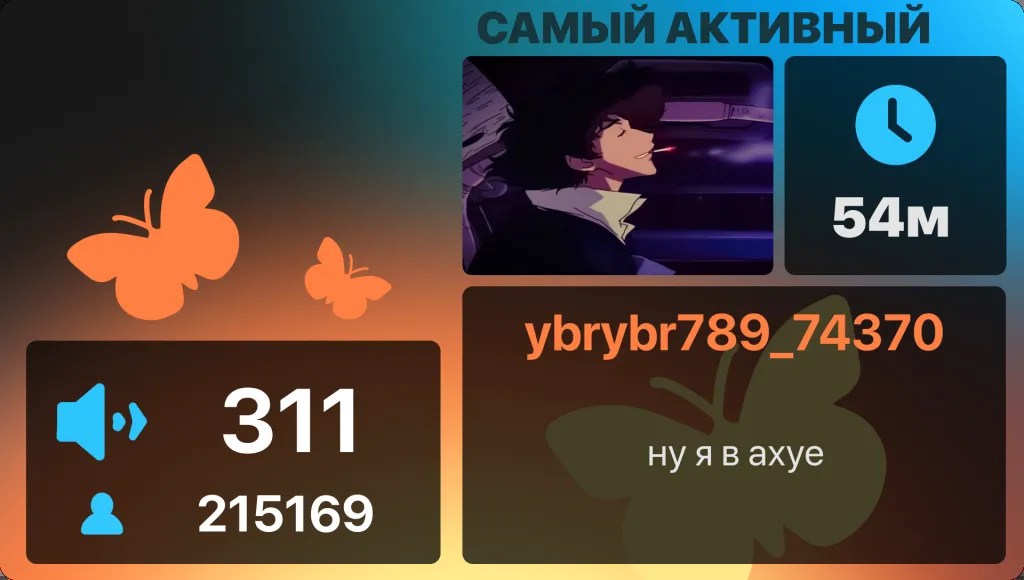 САМЫЙ АКТИВНЫЙ
54м
ybrybr789_74370
ну я в ахуе
311
215169